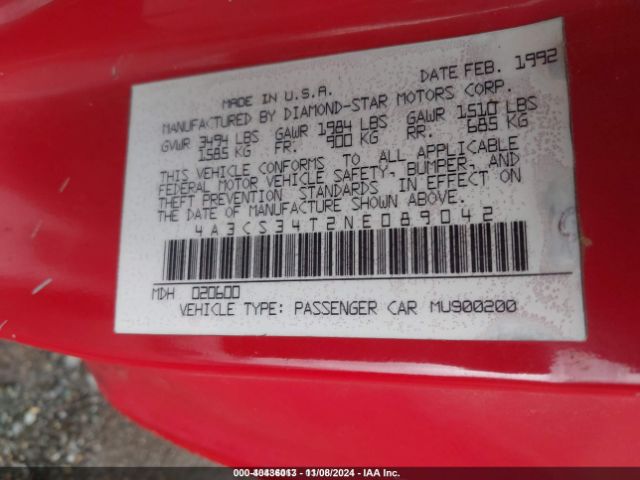 MADE IN U.S.A. DATE FEB. 1992
MANUFACTURED BY DIAMOND-STAR MOTORS CORP.
GVWR 3494 LBS GAWR 1984 LBS GAWR 1510 LBS
1585 KG FR. 900 KG RR. 685 KG
THIS VEHICLE CONFORMS TO ALL APPLICABLE
FEDERAL MOTOR VEHICLE SAFETY, BUMPER, AND
THEFT PREVENTION STANDARDS IN EFFECT ON
THE DATE OF MANUFACTURE SHOWN ABOVE.
4A3CS34T2NE089042
MDH 020600
VEHICLE TYPE: PASSENGER CAR MU900200
11/08/2024 - IAA Inc.